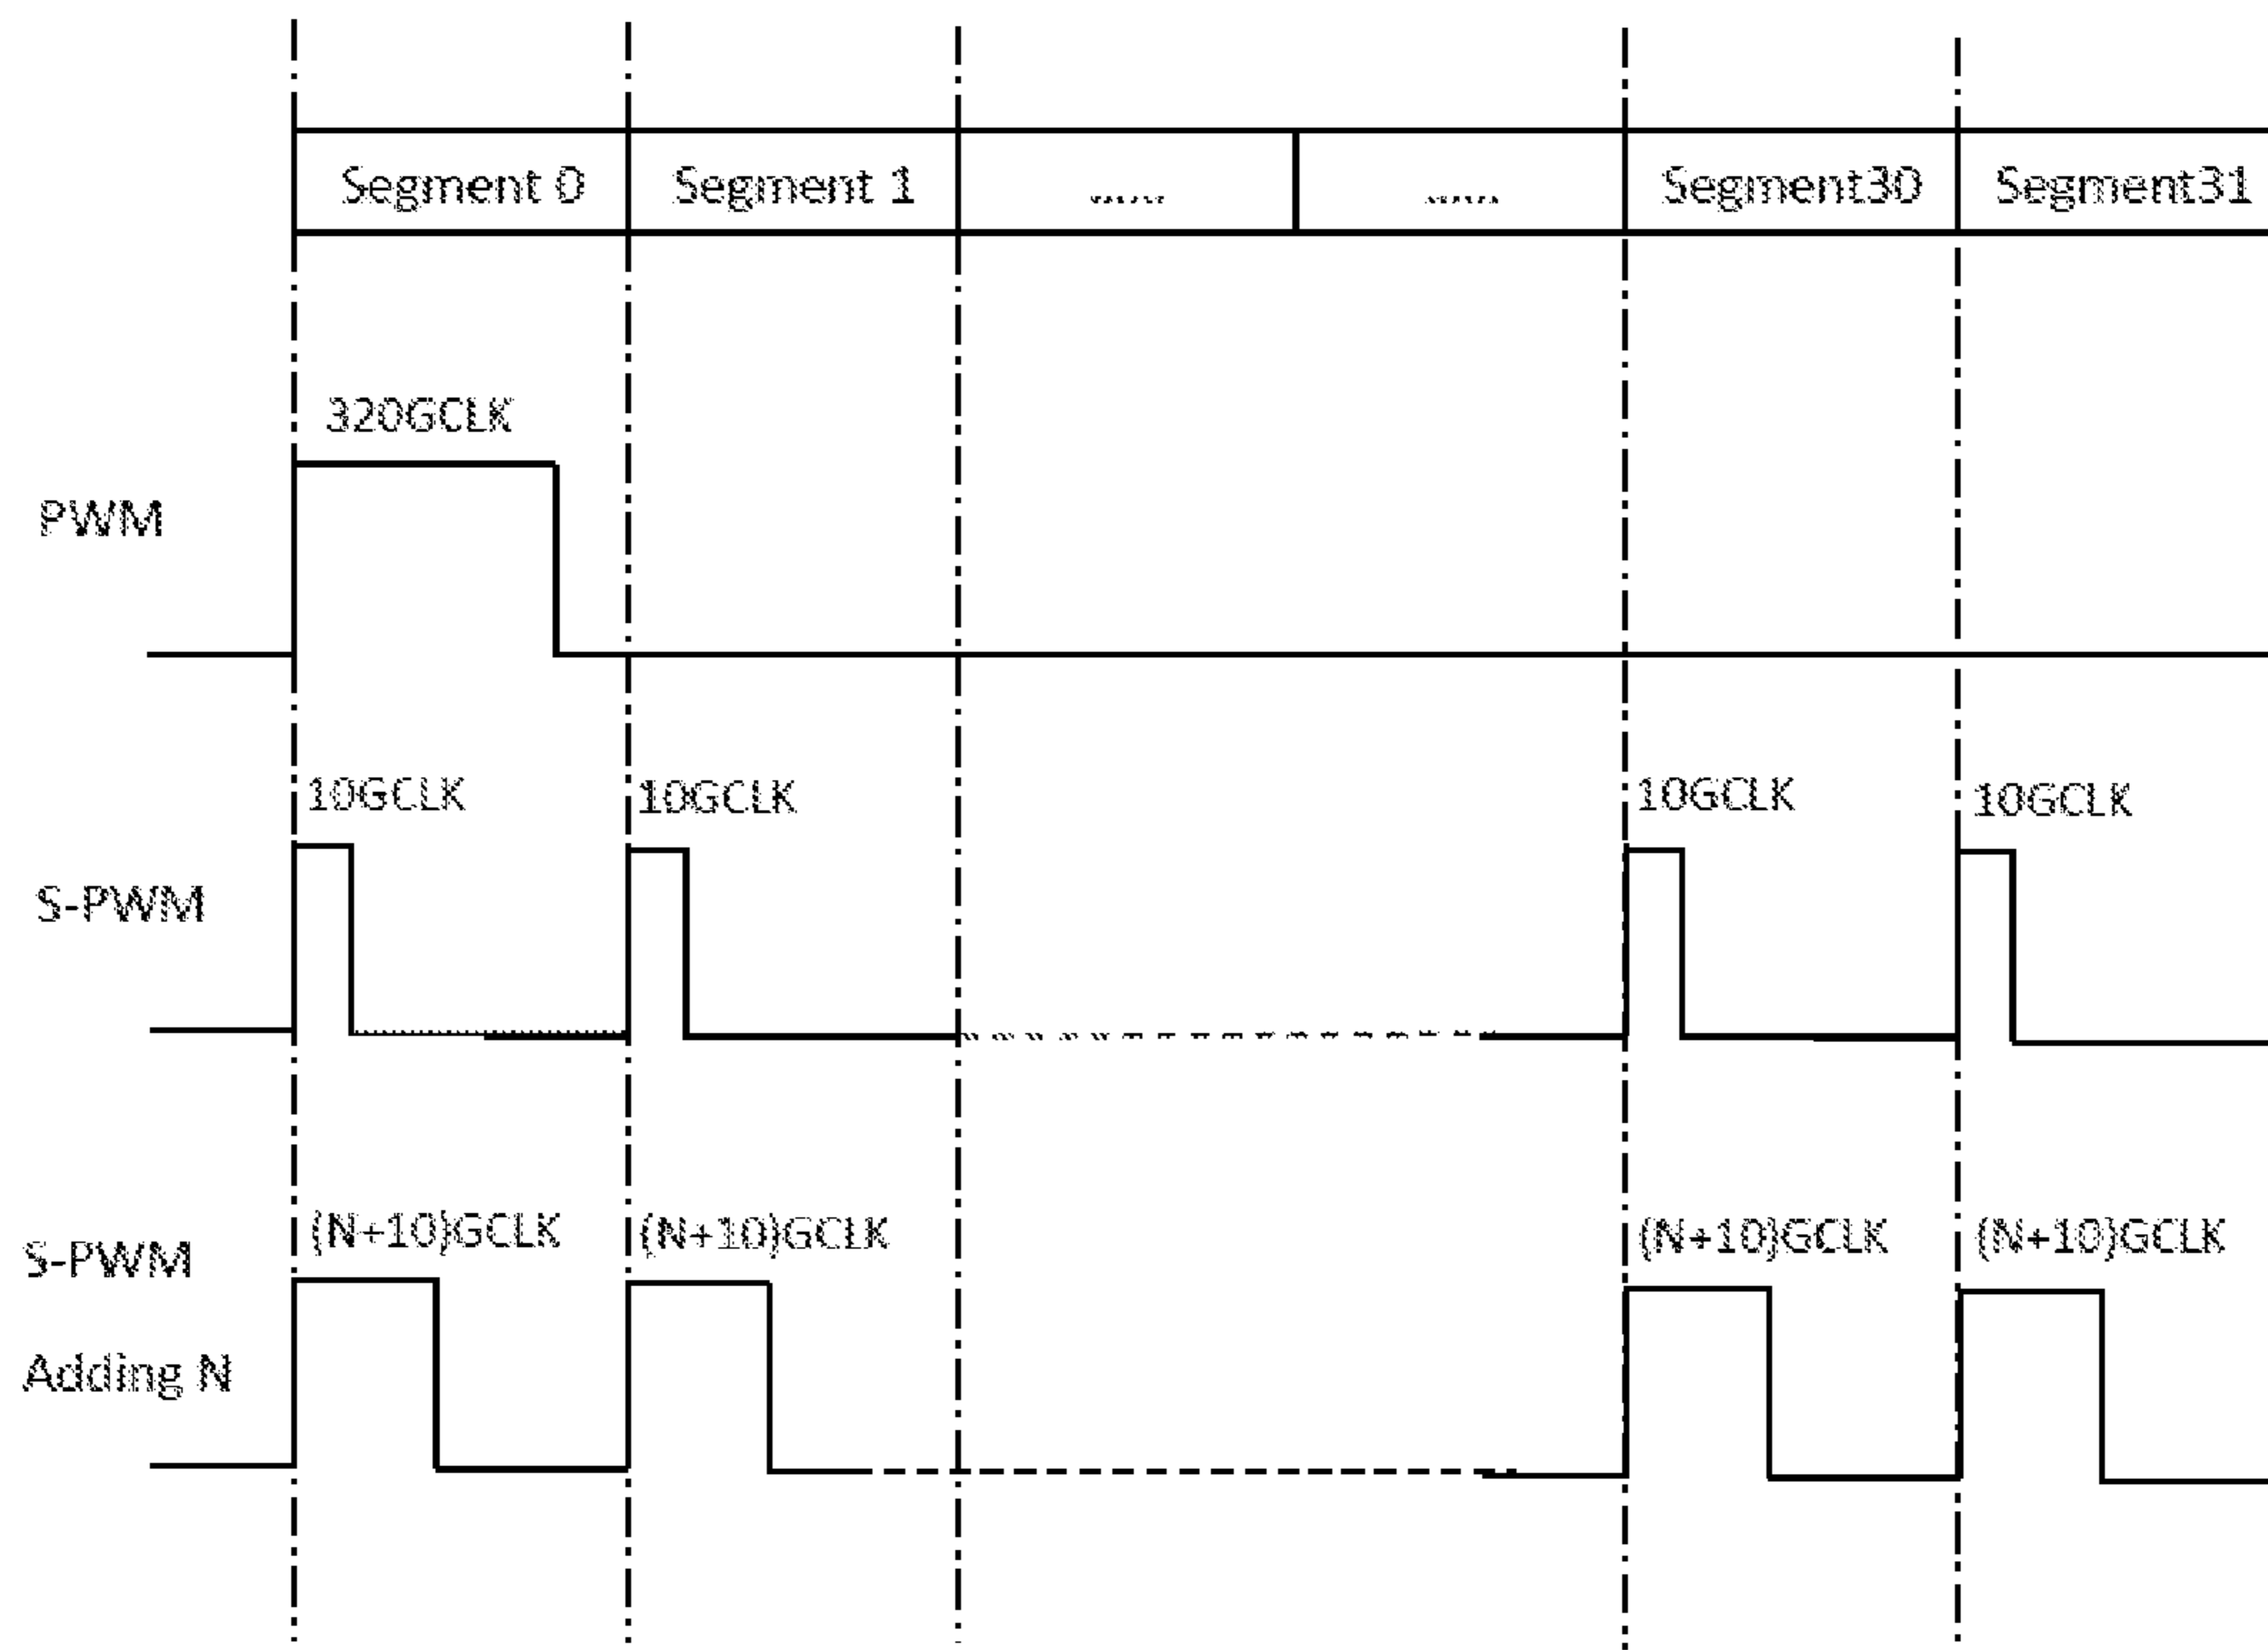 Segment 0 Segment 1 ...... ...... Segment30 Segment31
320GCLK
PWM
10GCLK 10GCLK 10GCLK 10GCLK
S-PWM
(N+10)GCLK (N+10)GCLK (N+10)GCLK (N+10)GCLK
S-PWM
Adding N